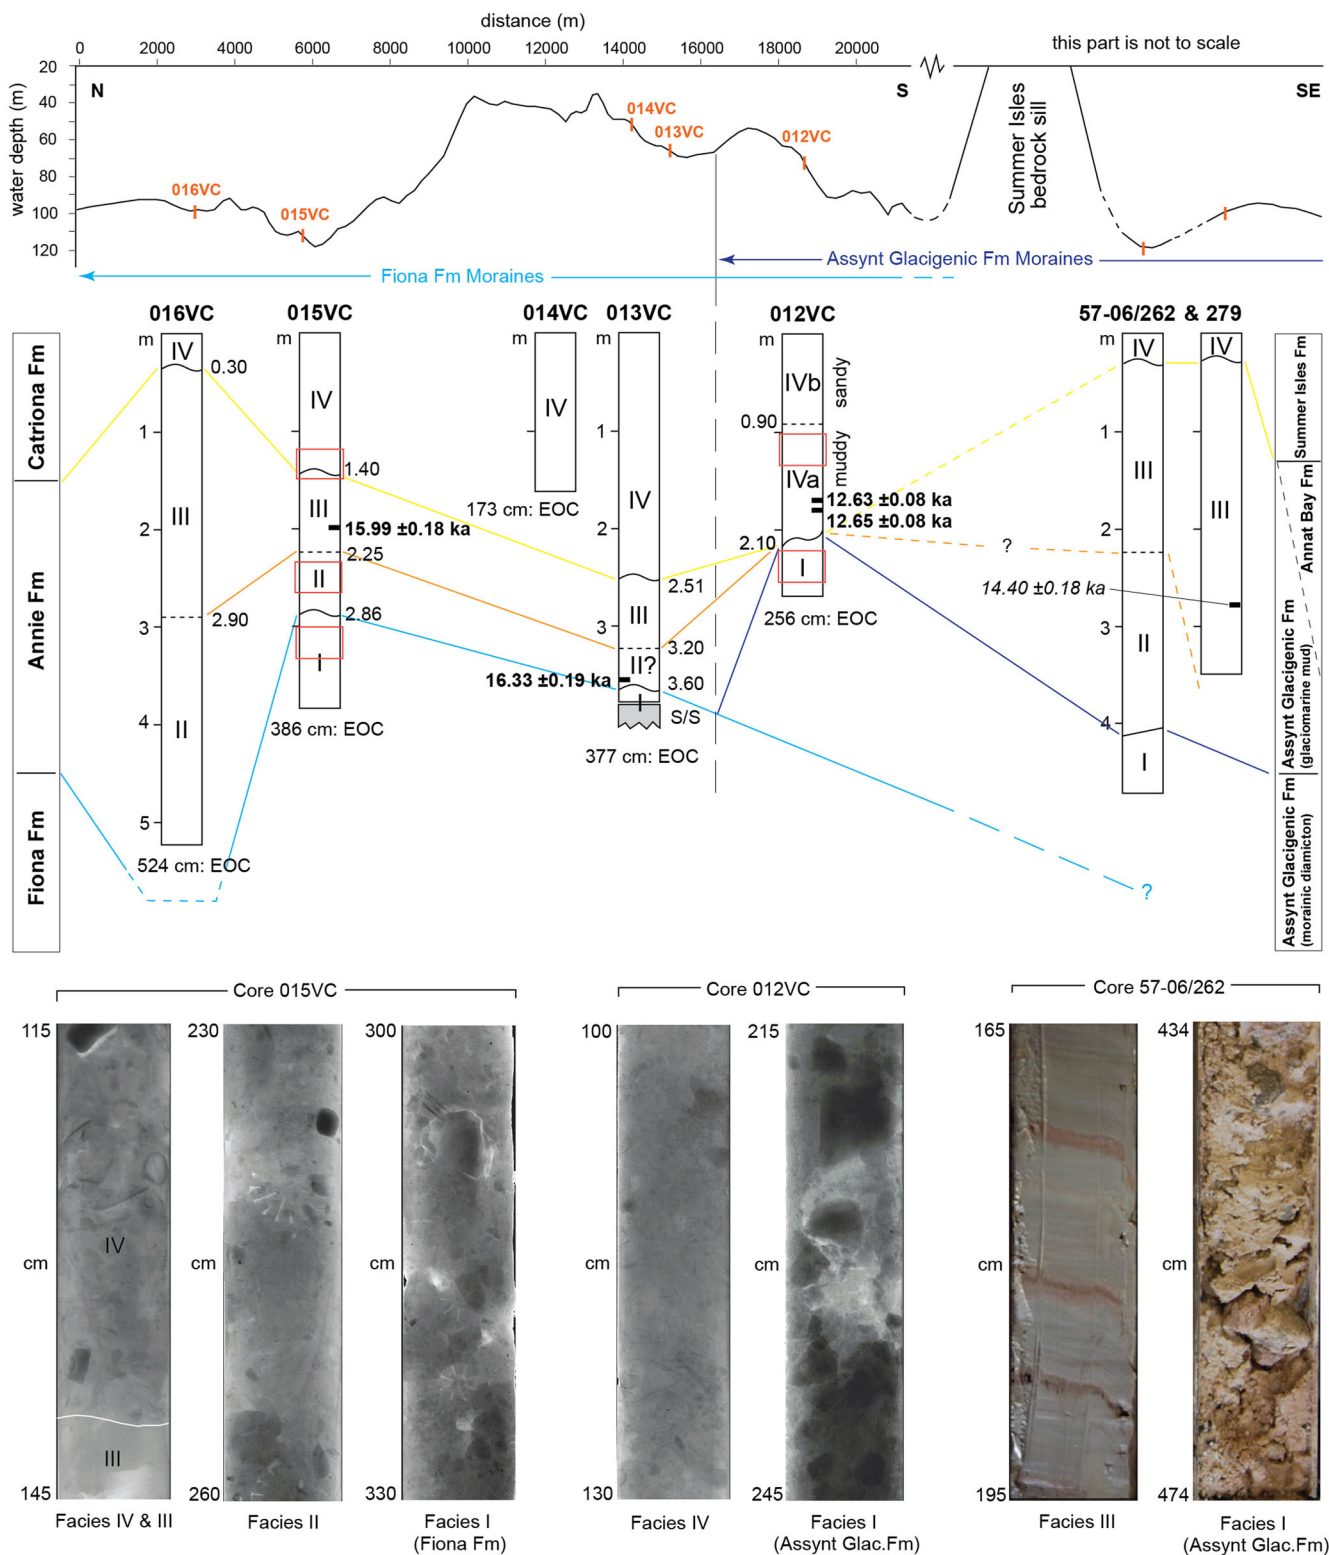 distance (m)
0 2000 4000 6000 8000 10000 12000 14000 16000 18000 20000
this part is not to scale
water depth (m)
20
40
60
80
100
120
N
S
SE
016VC
015VC
014VC
013VC
012VC
Summer Isles
bedrock sill
Fiona Fm Moraines
Assynt Glacigenic Fm Moraines
016VC
015VC
014VC
013VC
012VC
57-06/262 & 279
Catriona Fm
Annie Fm
Fiona Fm
m
IV
0.30
1
III
2
2.90
3
4
II
5
524 cm: EOC
IV
1.40
III
15.99 ±0.18 ka
2.25
II
2.86
I
386 cm: EOC
m
IV
173 cm: EOC
m
1
IV
2
2.51
III
3
3.20
II?
16.33 ±0.19 ka
3.60
I
S/S
377 cm: EOC
m
IVb
sandy
0.90
muddy
IVa
12.63 ±0.08 ka
12.65 ±0.08 ka
2.10
I
256 cm: EOC
m
IV
1
III
2
?
3
II
4
I
IV
III
14.40 ±0.18 ka
?
Summer Isles Fm
Annat Bay Fm
Assynt Glacigenic Fm
(glaciomarine mud)
Assynt Glacigenic Fm
(morainic diamicton)
Core 015VC
Core 012VC
Core 57-06/262
115
cm
145
IV
III
Facies IV & III
230
cm
260
Facies II
300
cm
330
Facies I
(Fiona Fm)
100
cm
130
Facies IV
215
cm
245
Facies I
(Assynt Glac.Fm)
165
cm
195
Facies III
434
cm
474
Facies I
(Assynt Glac.Fm)